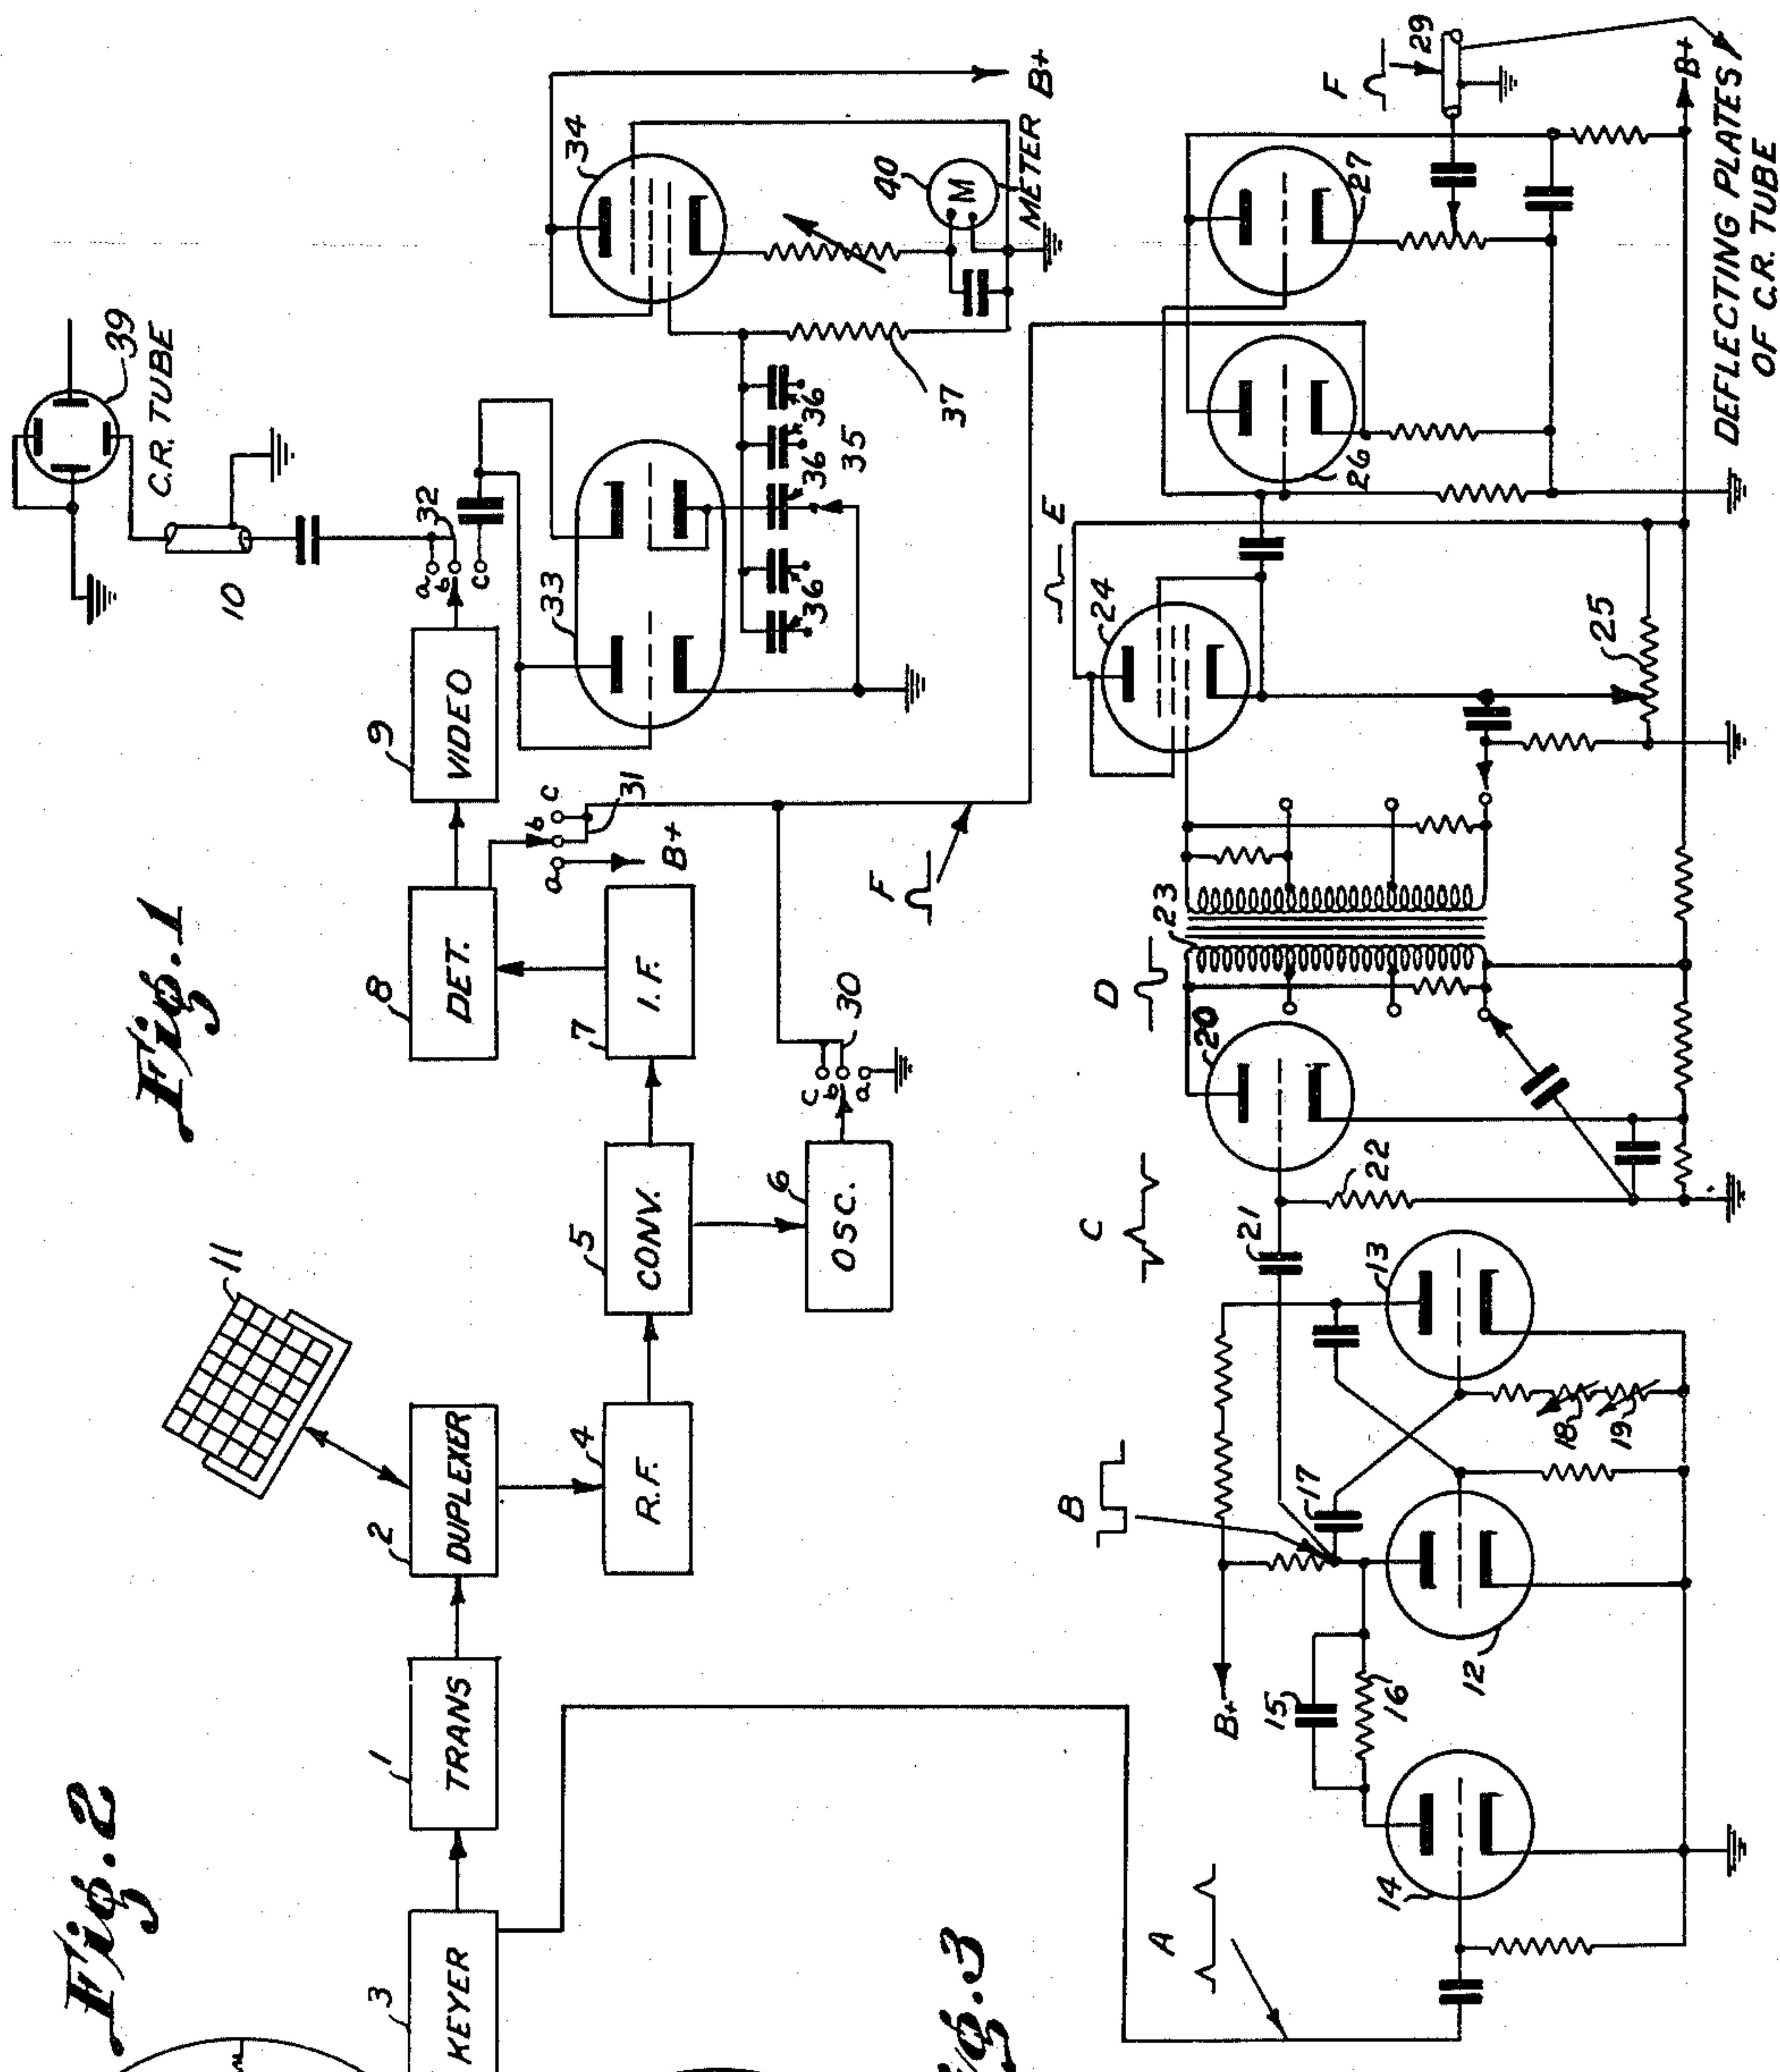 Fig. 1
Fig. 2
Fig. 3
3
KEYER
1
TRANS
2
DUPLEXER
11
4
R.F.
5
CONV.
6
OSC.
7
I.F.
8
DET.
9
VIDEO
10
39
C.R. TUBE
a
b
c
32
33
34
a
b
c
31
B+
c
b
a
30
36
36
36
36
35
37
40
M
METER
B+
F
A
14
15
16
B+
12
B
17
13
18
19
C
21
22
20
D
23
24
25
E
26
27
F
29
B+
DEFLECTING PLATES
OF C.R. TUBE